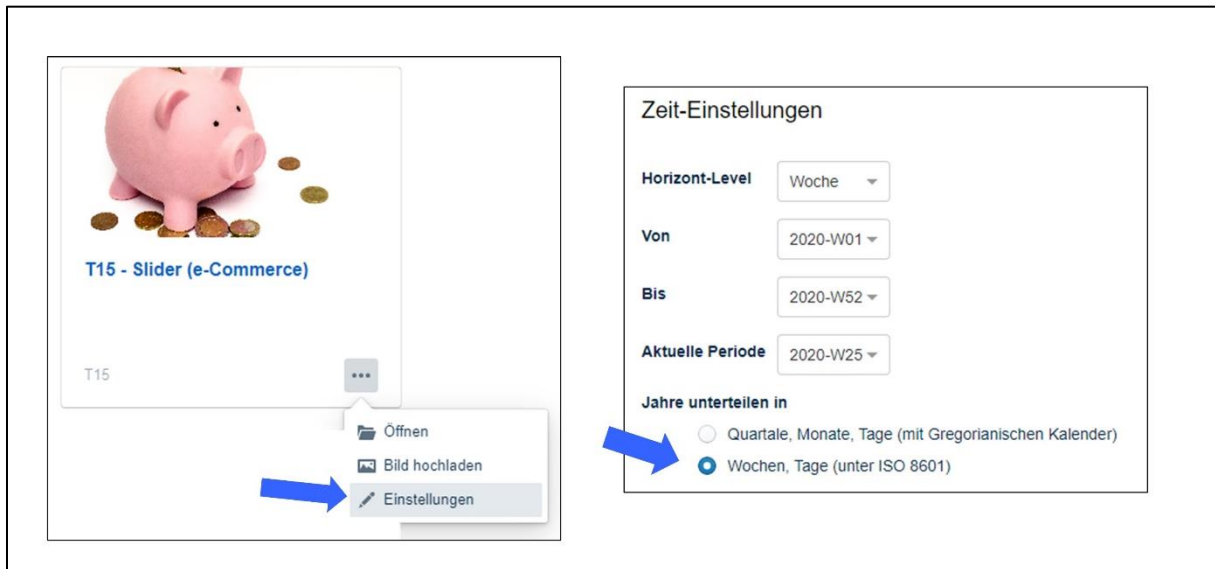 T15 - Slider (e-Commerce)
T15
Öffnen
Bild hochladen
Einstellungen
Zeit-Einstellungen
Horizont-Level Woche
Von 2020-W01
Bis 2020-W52
Aktuelle Periode 2020-W25
Jahre unterteilen in
Quartale, Monate, Tage (mit Gregorianischen Kalender)
Wochen, Tage (unter ISO 8601)